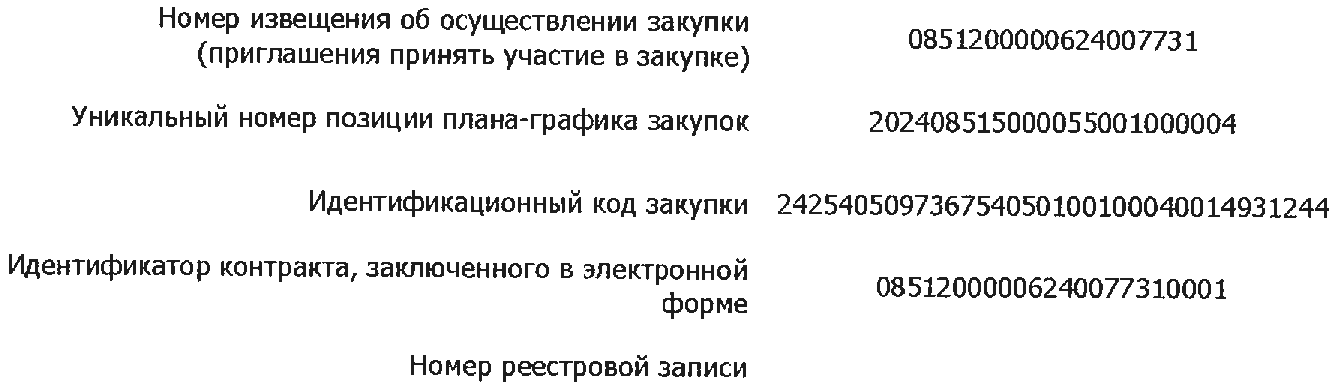 Номер извещения об осуществлении закупки
(приглашения принять участие в закупке)
0851200000624007731
Уникальный номер позиции плана-графика закупок
202408515000055001000004
Идентификационный код закупки
242540509736754050100100040014931244
Идентификатор контракта, заключенного в электронной
форме
08512000006240077310001
Номер реестровой записи